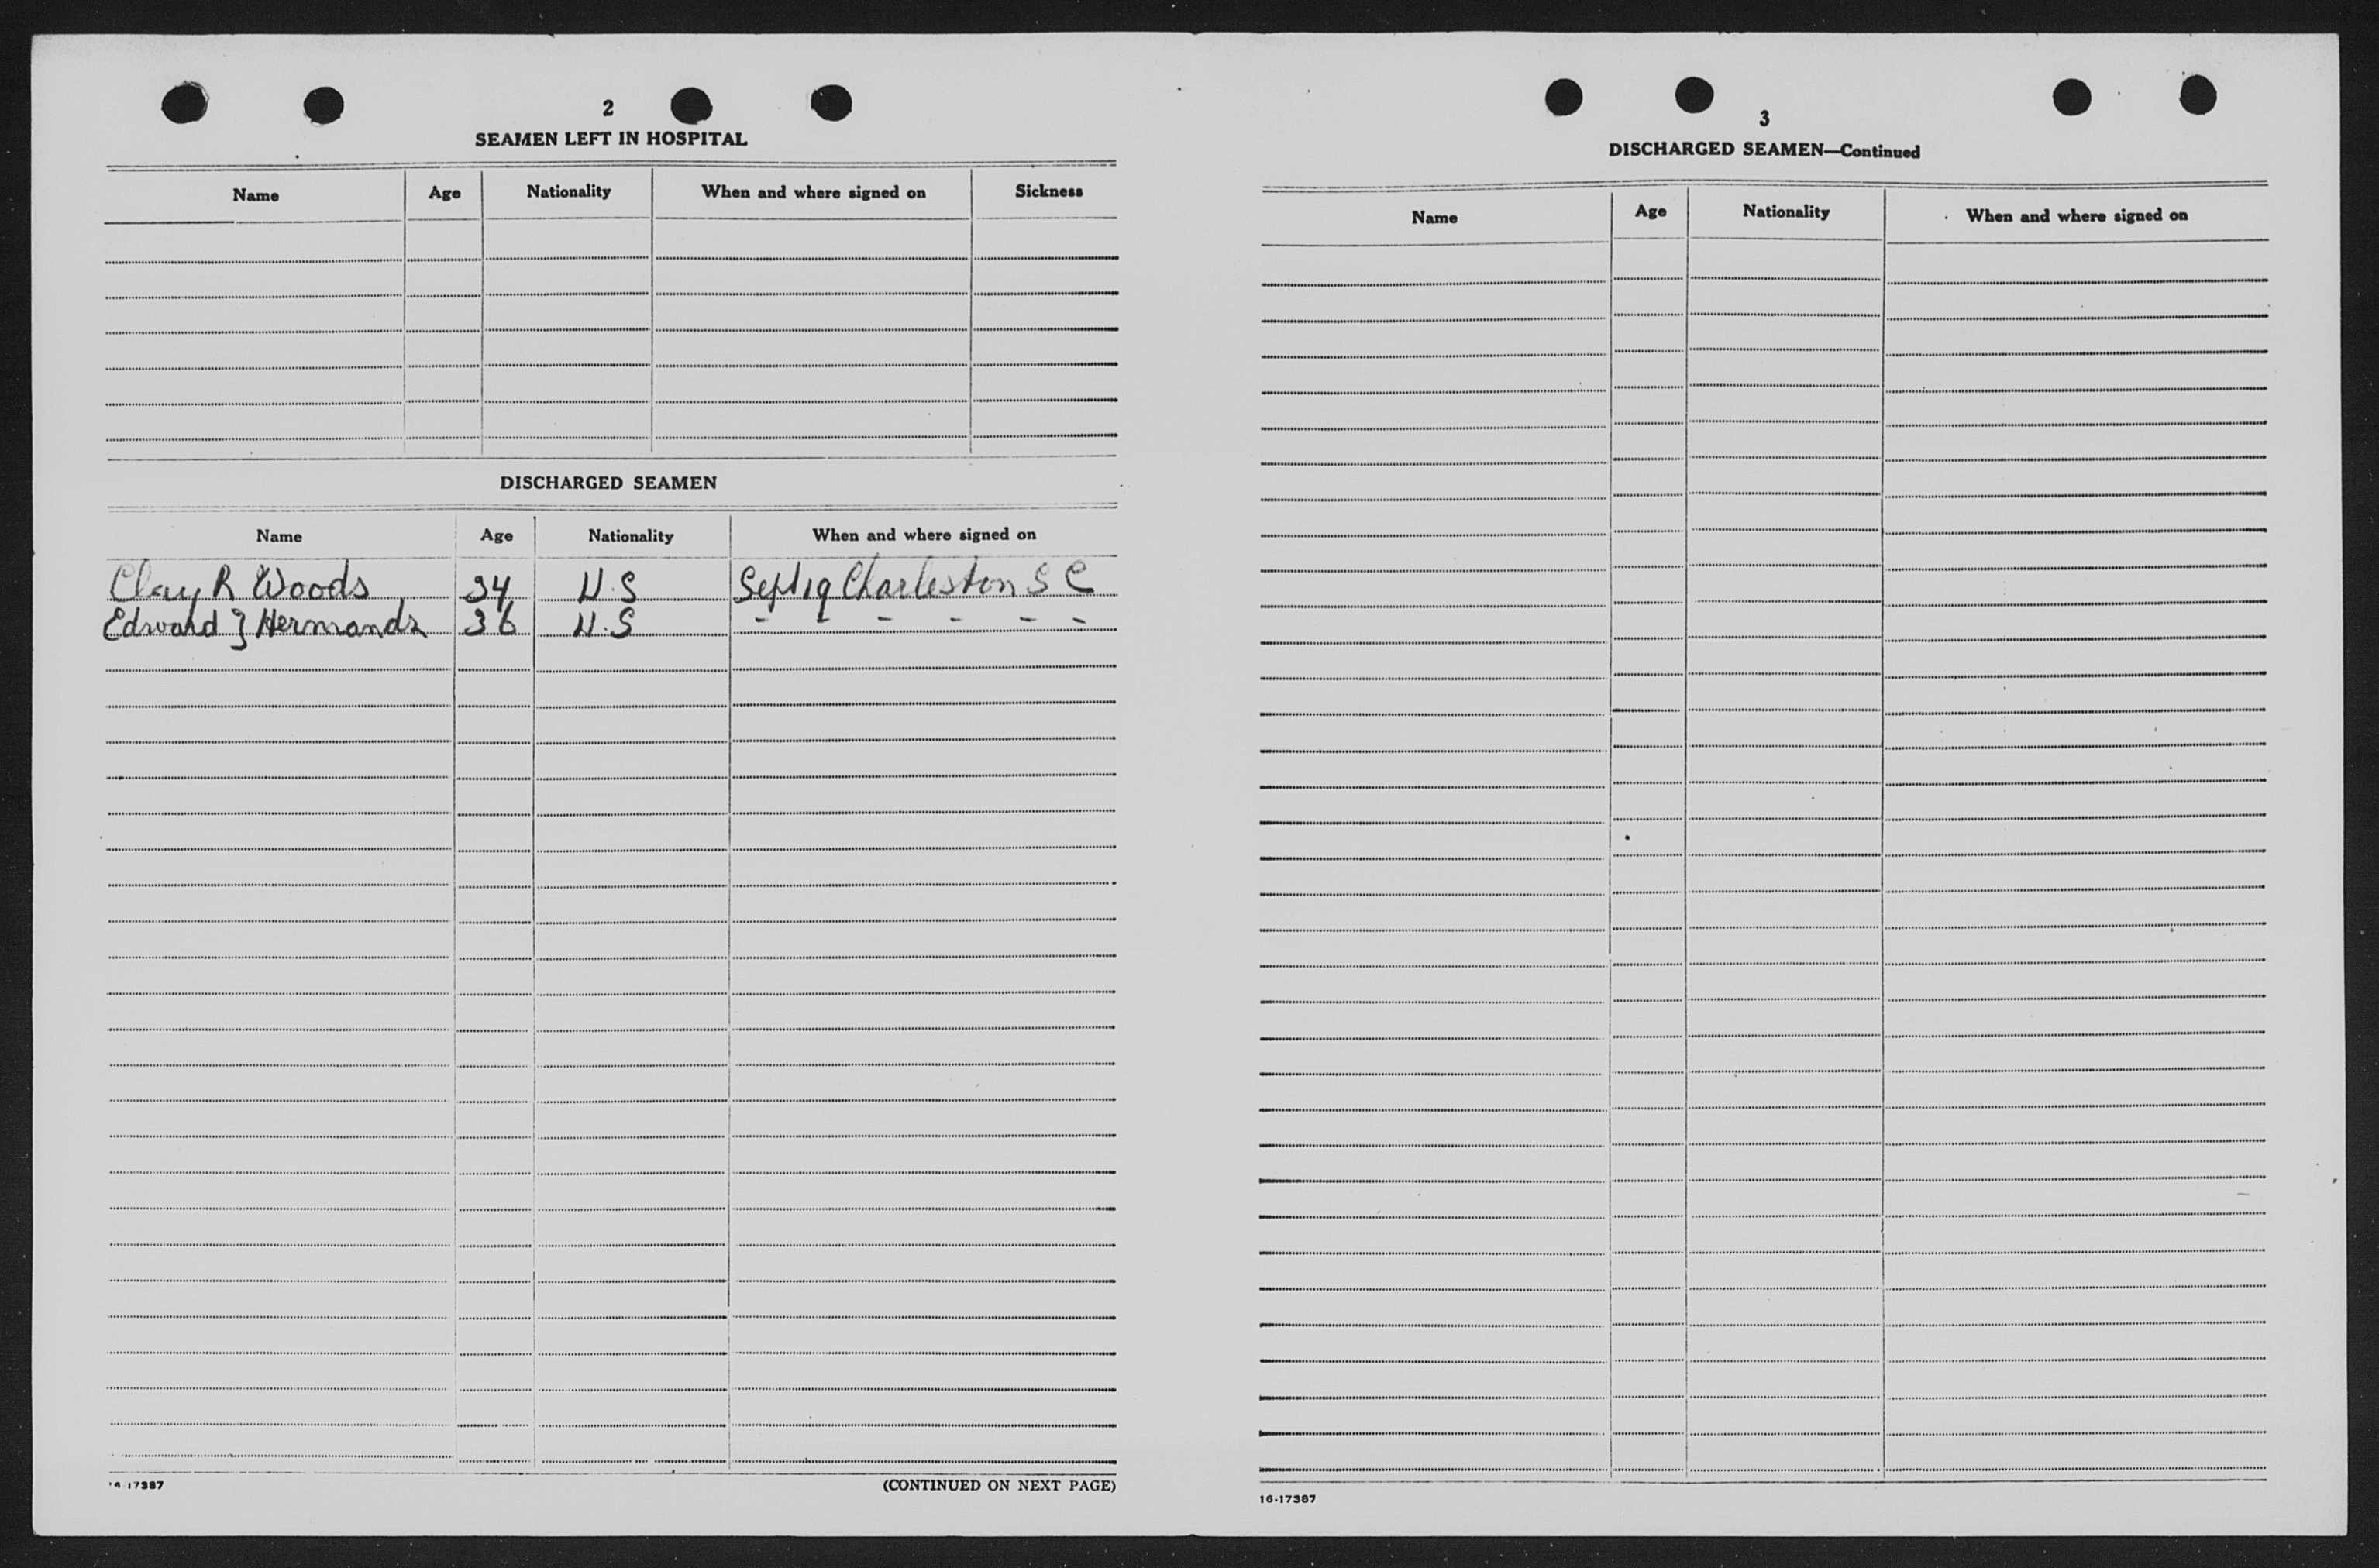 2
SEAMEN LEFT IN HOSPITAL
Name Age Nationality When and where signed on Sickness
DISCHARGED SEAMEN
Name Age Nationality When and where signed on
Clay R Woods 34 U.S Sept 19 Charleston S C
Edward J Hermandz 36 U.S - - - - - -
16-17387
(CONTINUED ON NEXT PAGE)
3
DISCHARGED SEAMEN—Continued
Name Age Nationality When and where signed on
16-17387